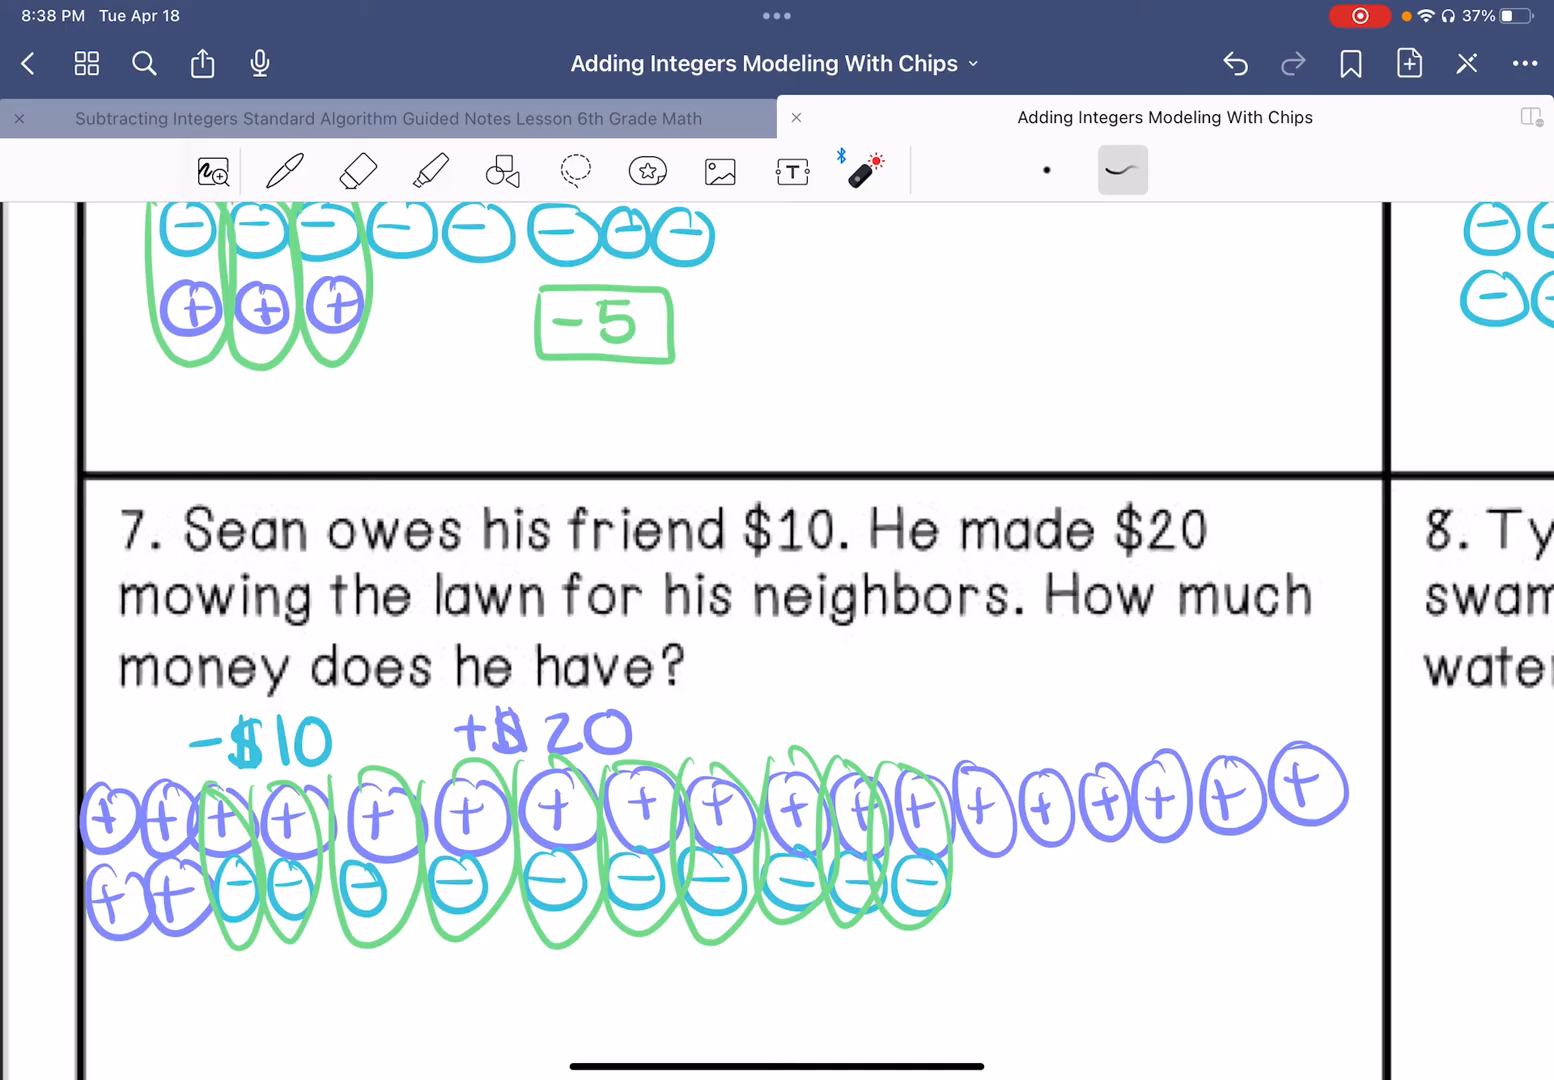 8:38 PM Tue Apr 18
37%
Adding Integers Modeling With Chips
Subtracting Integers Standard Algorithm Guided Notes Lesson 6th Grade Math
Adding Integers Modeling With Chips
T
− − − − − − − −
+ + +
−5
−
−
7. Sean owes his friend $10. He made $20
mowing the lawn for his neighbors. How much
money does he have?
8. Ty
swam
water
−$10 +$20
+ + + + + + + + + + + + + + + + + +
+ + − − − − − − − − − −